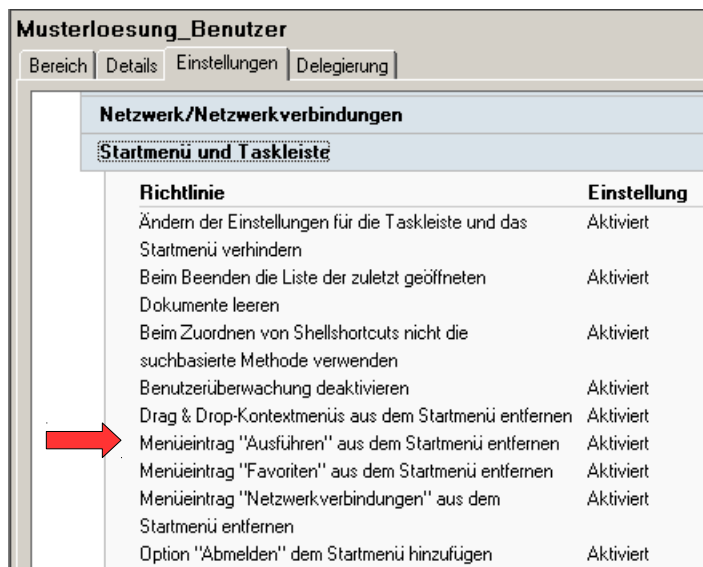 Musterloesung_Benutzer
Bereich Details Einstellungen Delegierung
Netzwerk/Netzwerkverbindungen
Startmenü und Taskleiste
Richtlinie Einstellung
Ändern der Einstellungen für die Taskleiste und das Aktiviert
Startmenü verhindern
Beim Beenden die Liste der zuletzt geöffneten Aktiviert
Dokumente leeren
Beim Zuordnen von Shellshortcuts nicht die Aktiviert
suchbasierte Methode verwenden
Benutzerüberwachung deaktivieren Aktiviert
Drag & Drop-Kontextmenüs aus dem Startmenü entfernen Aktiviert
Menüeintrag "Ausführen" aus dem Startmenü entfernen Aktiviert
Menüeintrag "Favoriten" aus dem Startmenü entfernen Aktiviert
Menüeintrag "Netzwerkverbindungen" aus dem Aktiviert
Startmenü entfernen
Option "Abmelden" dem Startmenü hinzufügen Aktiviert